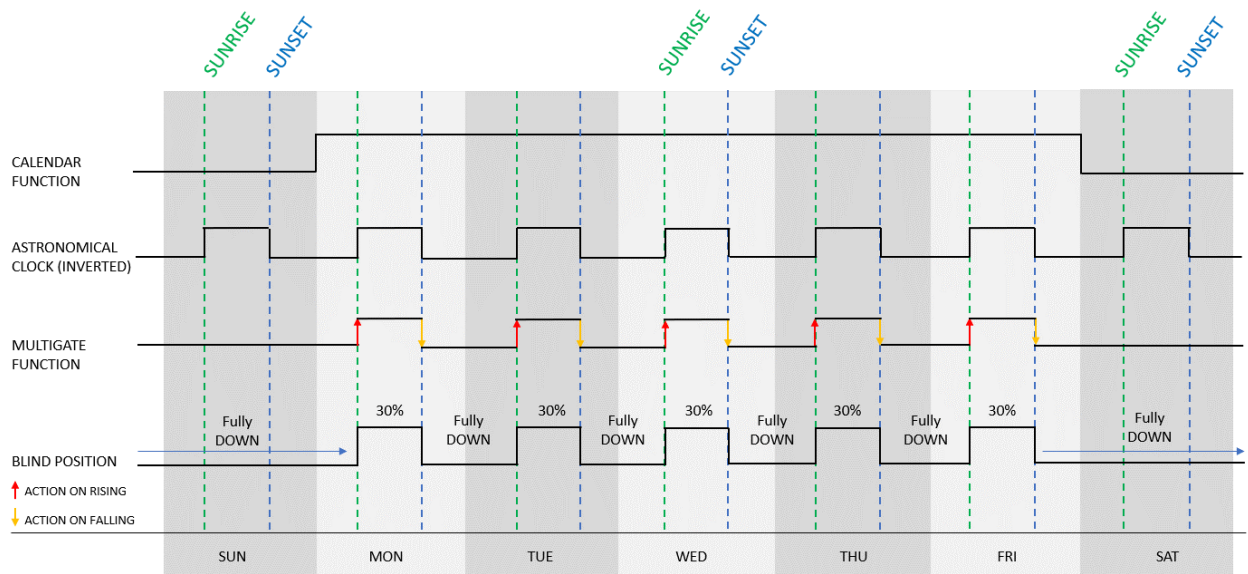 SUNRISE
SUNSET
SUNRISE
SUNSET
SUNRISE
SUNSET
CALENDAR
FUNCTION
ASTRONOMICAL
CLOCK (INVERTED)
MULTIGATE
FUNCTION
Fully
DOWN
30%
Fully
DOWN
30%
Fully
DOWN
30%
Fully
DOWN
30%
Fully
DOWN
30%
Fully
DOWN
BLIND POSITION
ACTION ON RISING
ACTION ON FALLING
SUN
MON
TUE
WED
THU
FRI
SAT